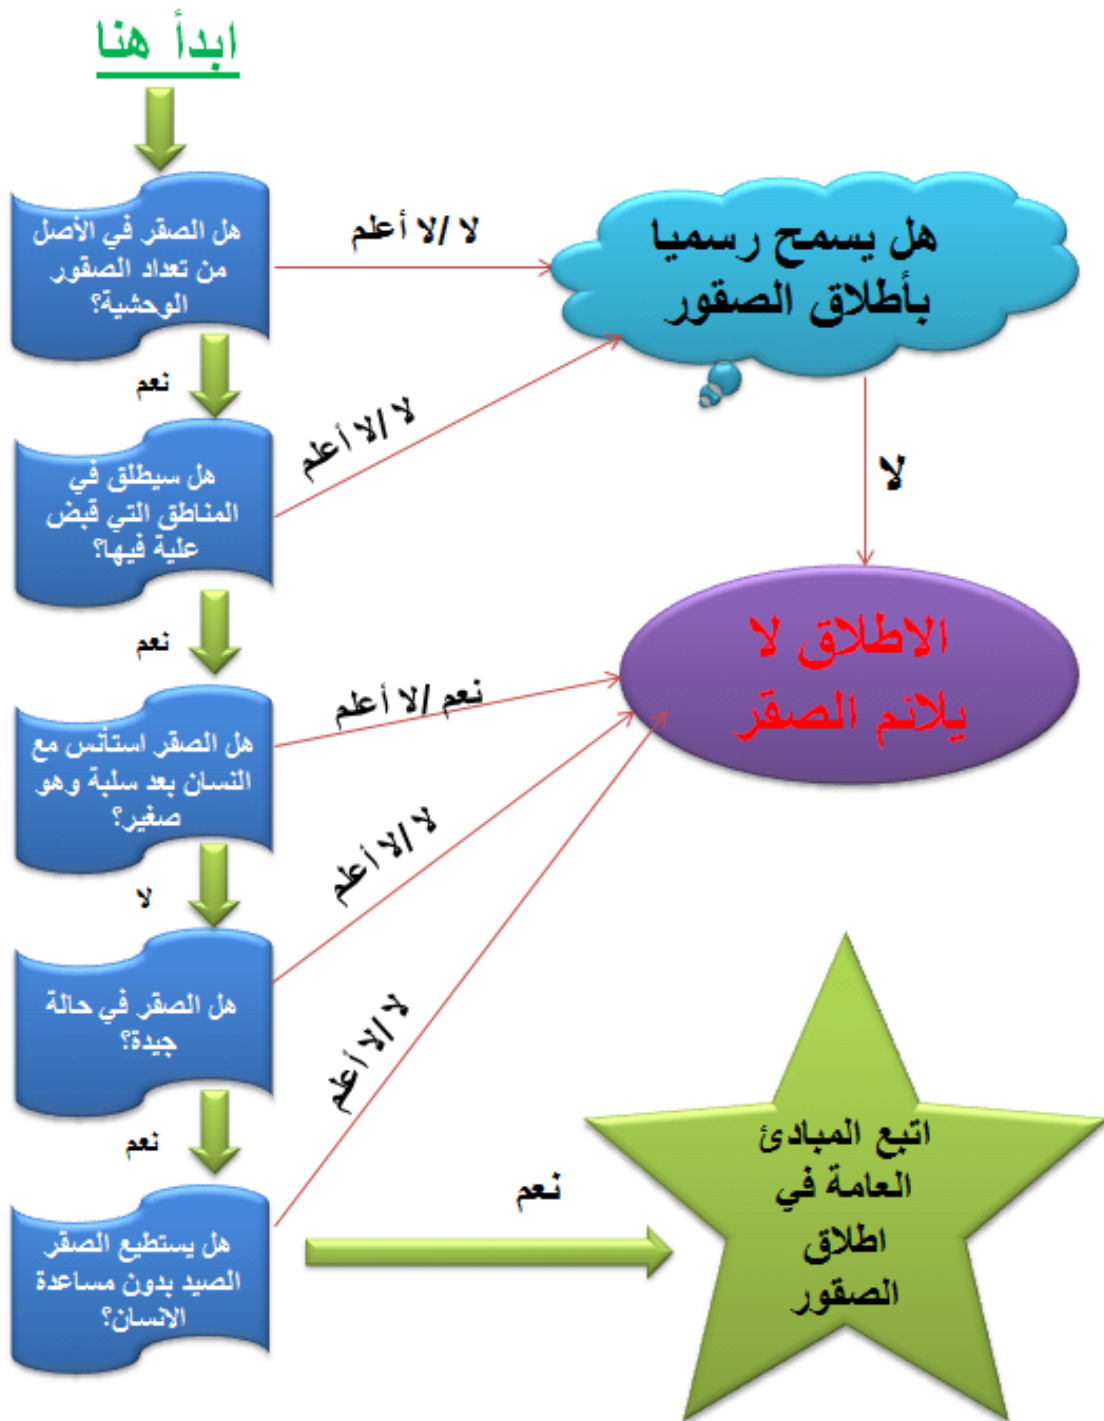 ابدأ هنا
هل الصقر في الأصل
من تعداد الصقور
الوحشية؟
لا /لا أعلم
هل يسمح رسميا
بأطلاق الصقور
نعم
هل سيطلق في
المناطق التي قبض
علية فيها؟
لا /لا أعلم
لا
نعم
هل الصقر استأنس مع
النسان بعد سلبة وهو
صغير؟
نعم /لا أعلم
الاطلاق لا
يلائم الصقر
لا
هل الصقر في حالة
جيدة؟
لا /لا أعلم
نعم
هل يستطيع الصقر
الصيد بدون مساعدة
الانسان؟
لا /لا أعلم
نعم
اتبع المبادئ
العامة في
اطلاق
الصقور